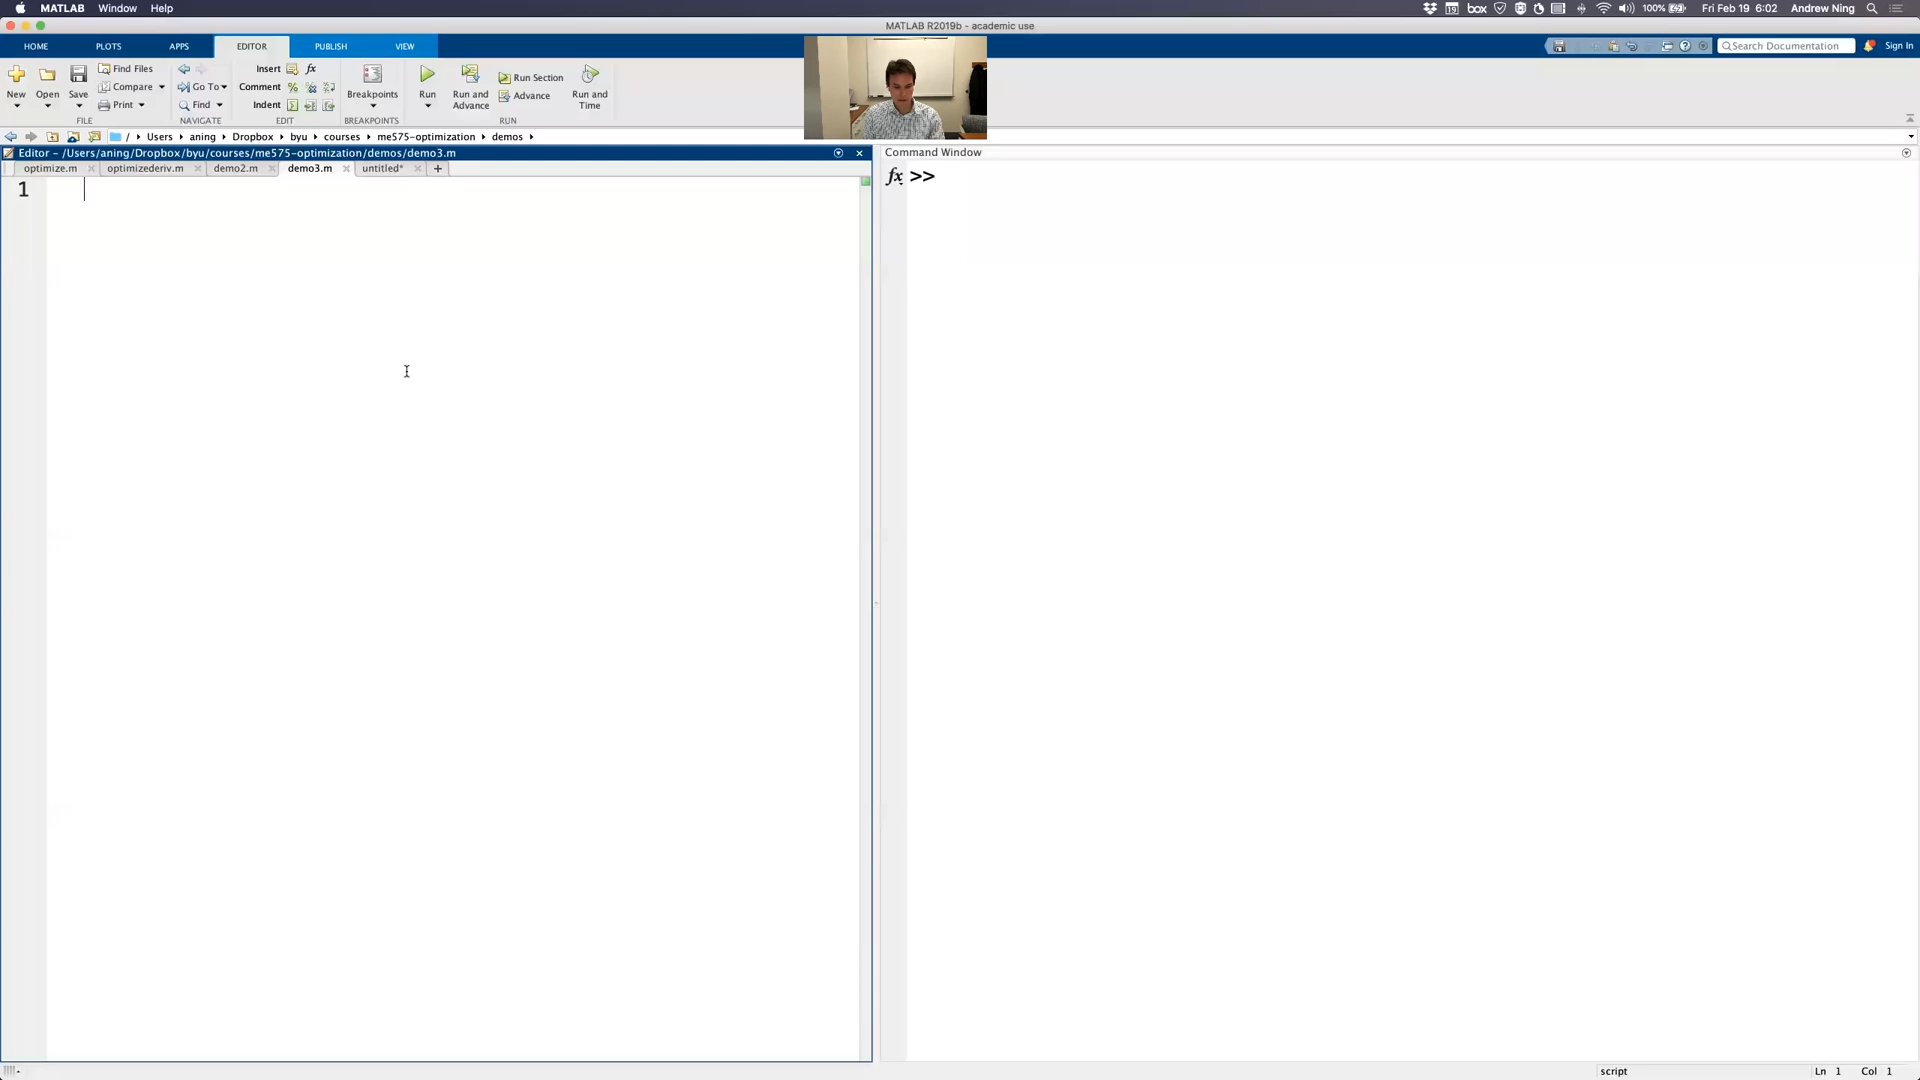 MATLAB Window Help
box 19 100% Fri Feb 19 6:02 Andrew Ning
MATLAB R2019b - academic use
HOME PLOTS APPS EDITOR PUBLISH VIEW
Search Documentation Sign In
New Open Save Find Files Compare Print
Go To Find
Insert fx
Comment
Indent
Breakpoints
Run Run and Advance Run Section Advance Run and Time
FILE NAVIGATE EDIT BREAKPOINTS RUN
/ Users aning Dropbox byu courses me575-optimization demos
Editor - /Users/aning/Dropbox/byu/courses/me575-optimization/demos/demo3.m
optimize.m optimizederiv.m demo2.m demo3.m untitled* +
1
Command Window
fx >>
script Ln 1 Col 1